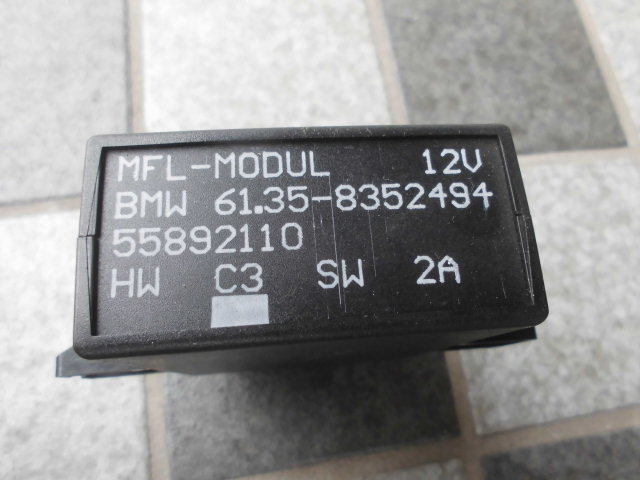 MFL-MODUL 12V
BMW 61.35-8352494
55892110
HW C3 SW 2A